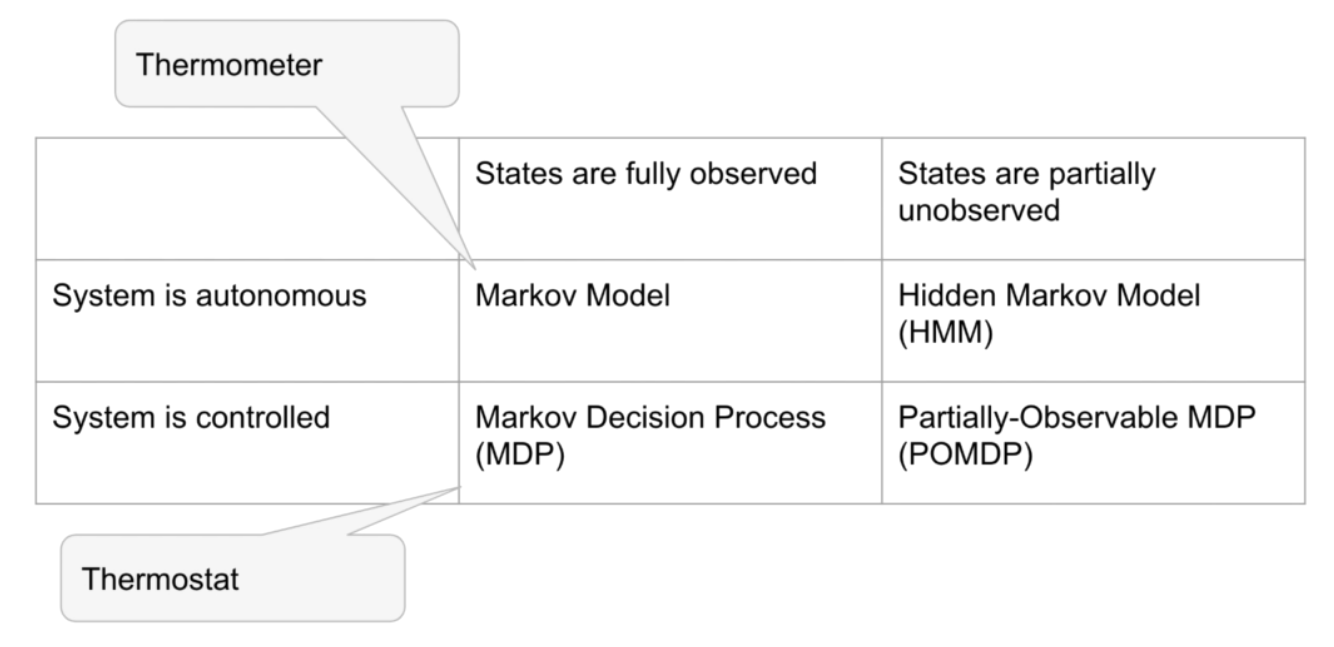 Thermometer
States are fully observed
States are partially
unobserved
System is autonomous
Markov Model
Hidden Markov Model
(HMM)
System is controlled
Markov Decision Process
(MDP)
Partially-Observable MDP
(POMDP)
Thermostat